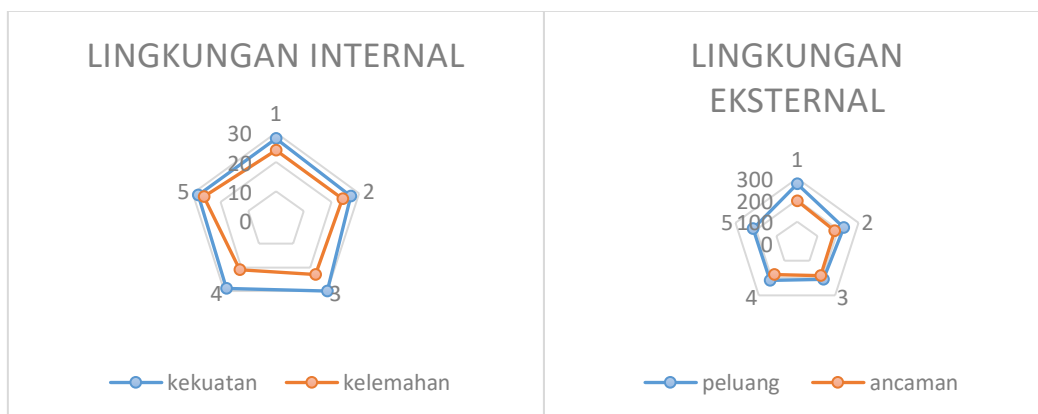 LINGKUNGAN INTERNAL
1
30
20
10
0
2
3
4
5
kekuatan
kelemahan
LINGKUNGAN
EKSTERNAL
1
300
200
100
0
2
3
4
5
peluang
ancaman